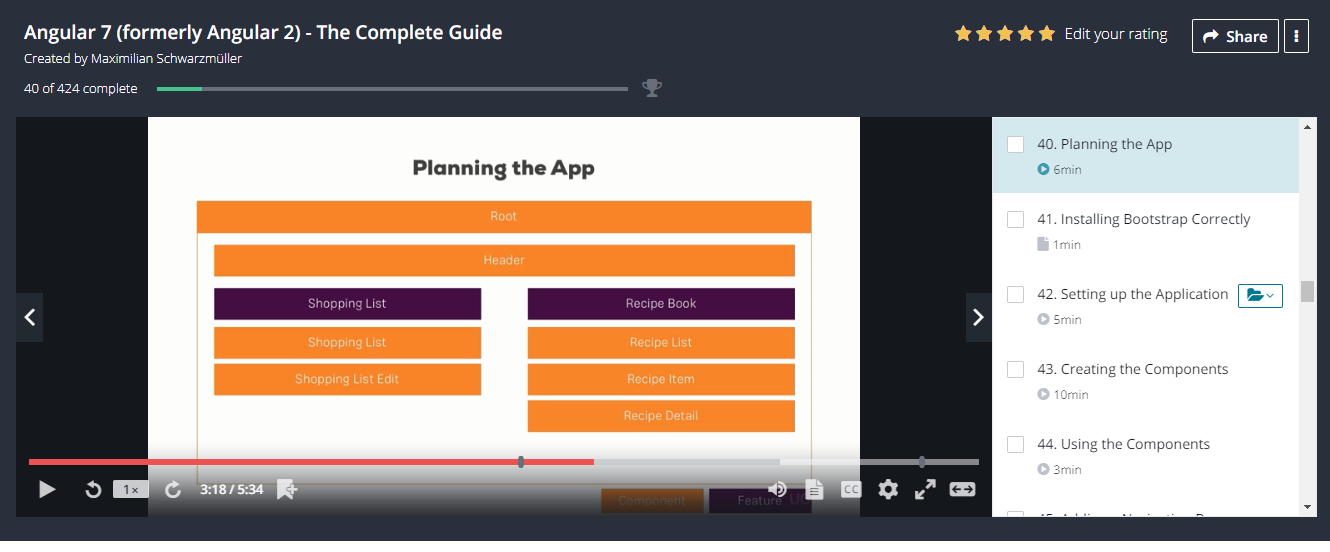 Angular 7 (formerly Angular 2) - The Complete Guide
Edit your rating
Share
Created by Maximilian Schwarzmüller
40 of 424 complete
Planning the App
Root
Header
Shopping List
Recipe Book
Shopping List
Recipe List
Shopping List Edit
Recipe Item
Recipe Detail
Component
Feature
1×
3:18 / 5:34
CC
40. Planning the App
6min
41. Installing Bootstrap Correctly
1min
42. Setting up the Application
5min
43. Creating the Components
10min
44. Using the Components
3min